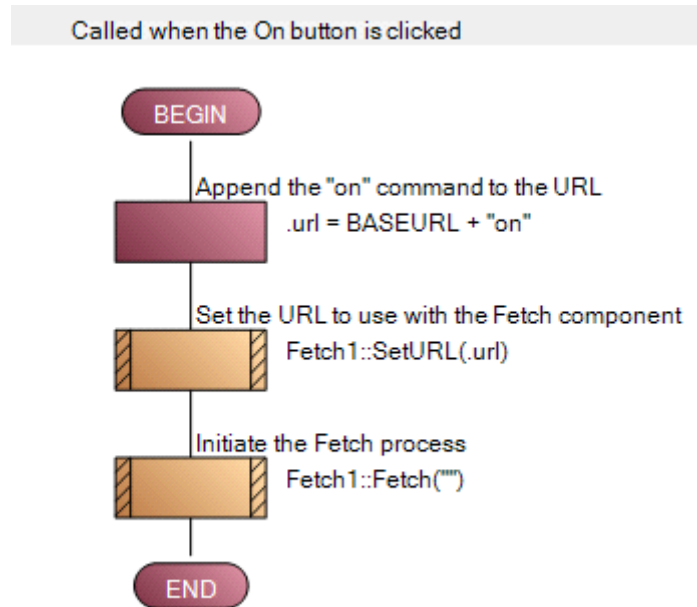 Called when the On button is clicked
BEGIN
Append the "on" command to the URL
.url = BASEURL + "on"
Set the URL to use with the Fetch component
Fetch1::SetURL(.url)
Initiate the Fetch process
Fetch1::Fetch("")
END